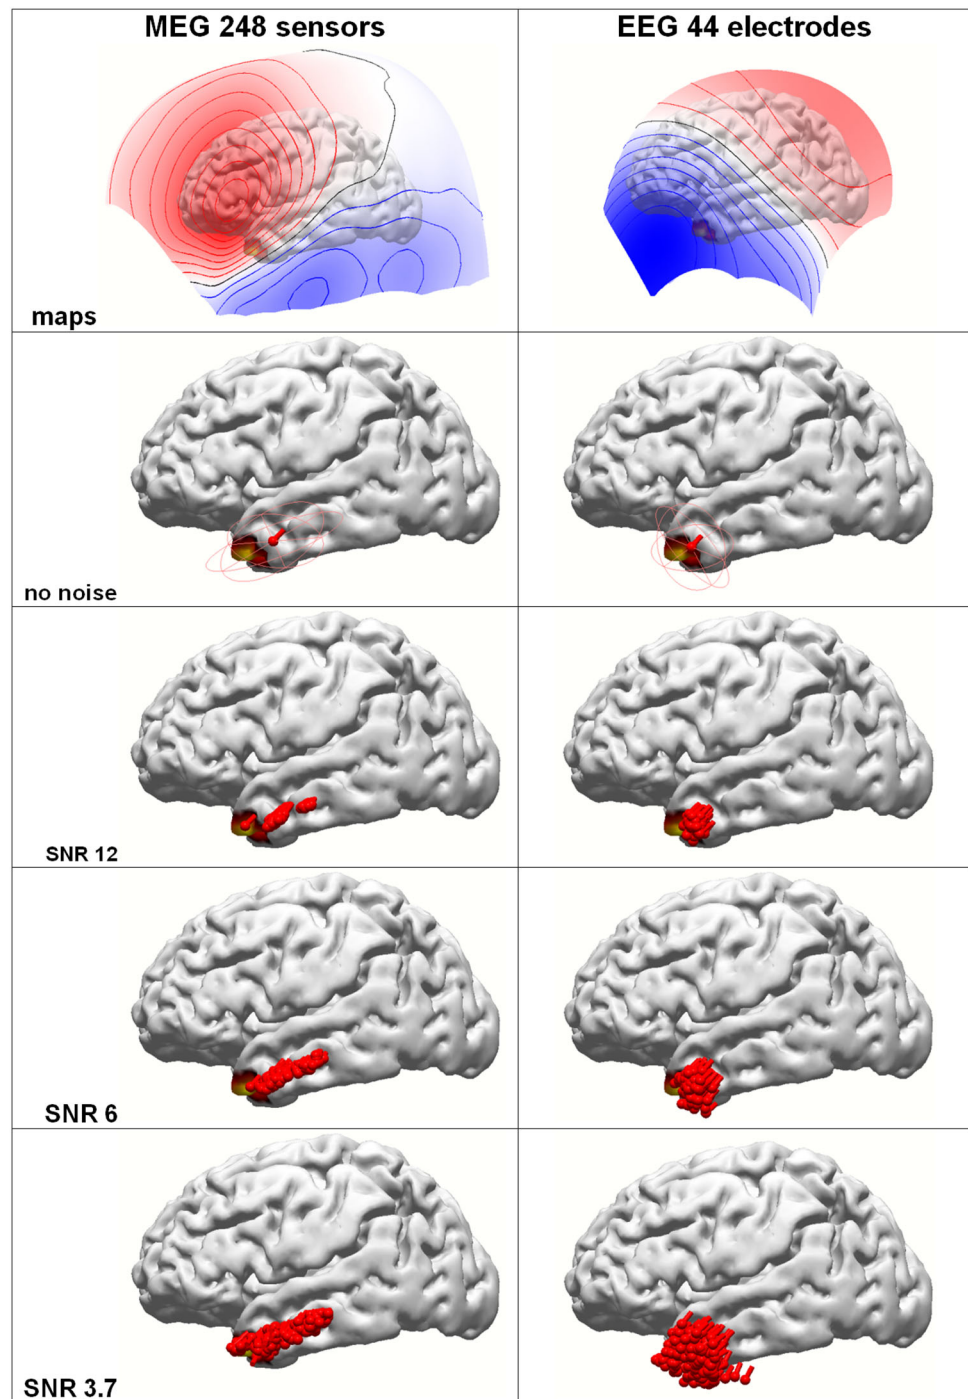 MEG 248 sensors
EEG 44 electrodes
maps
no noise
SNR 12
SNR 6
SNR 3.7